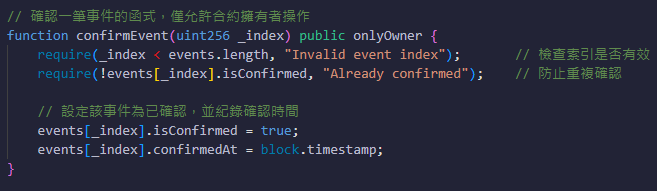 // 確認一筆事件的函式，僅允許合約擁有者操作
function confirmEvent(uint256 _index) public onlyOwner {
    require(_index < events.length, "Invalid event index");        // 檢查索引是否有效
    require(!events[_index].isConfirmed, "Already confirmed");    // 防止重複確認

    // 設定該事件為已確認，並紀錄確認時間
    events[_index].isConfirmed = true;
    events[_index].confirmedAt = block.timestamp;
}